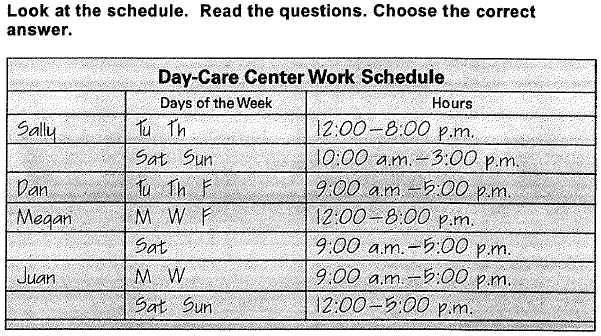 Look at the schedule. Read the questions. Choose the correct
answer.
Day-Care Center Work Schedule
Days of the Week Hours
Sally Tu Th 12:00–8:00 p.m.
Sat Sun 10:00 a.m.–3:00 p.m.
Dan Tu Th F 9:00 a.m.–5:00 p.m.
Megan M W F 12:00–8:00 p.m.
Sat 9:00 a.m.–5:00 p.m.
Juan M W 9:00 a.m.–5:00 p.m.
Sat Sun 12:00–5:00 p.m.